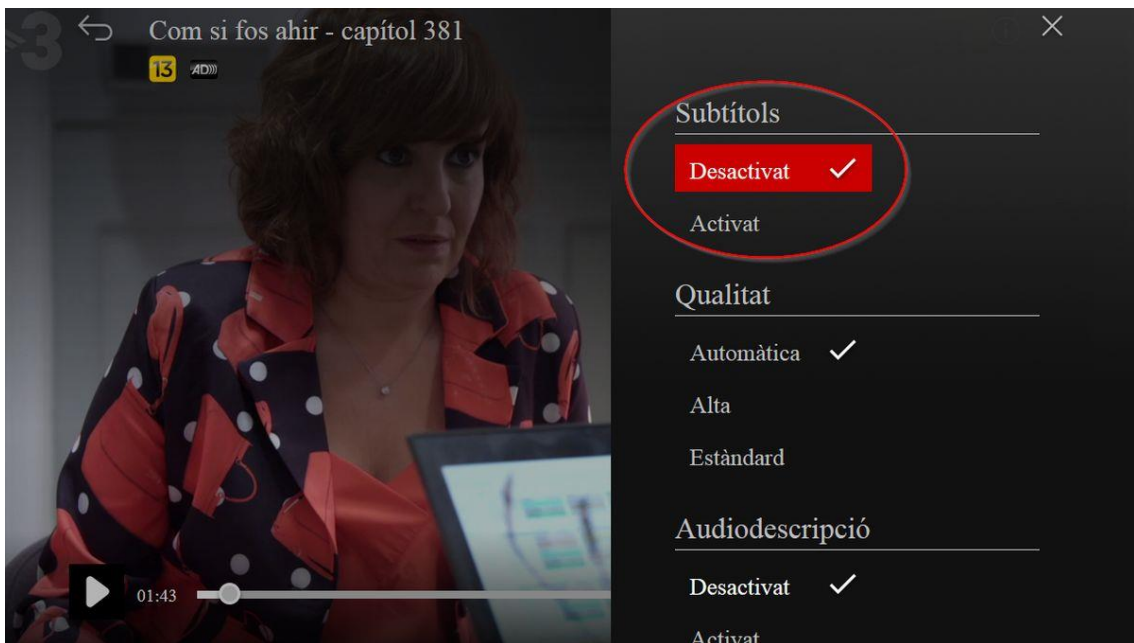 3
Com si fos ahir - capítol 381
13 AD)))
Subtítols
Desactivat
Activat
Qualitat
Automàtica
Alta
Estàndard
Audiodescripció
Desactivat
Activat
01:43